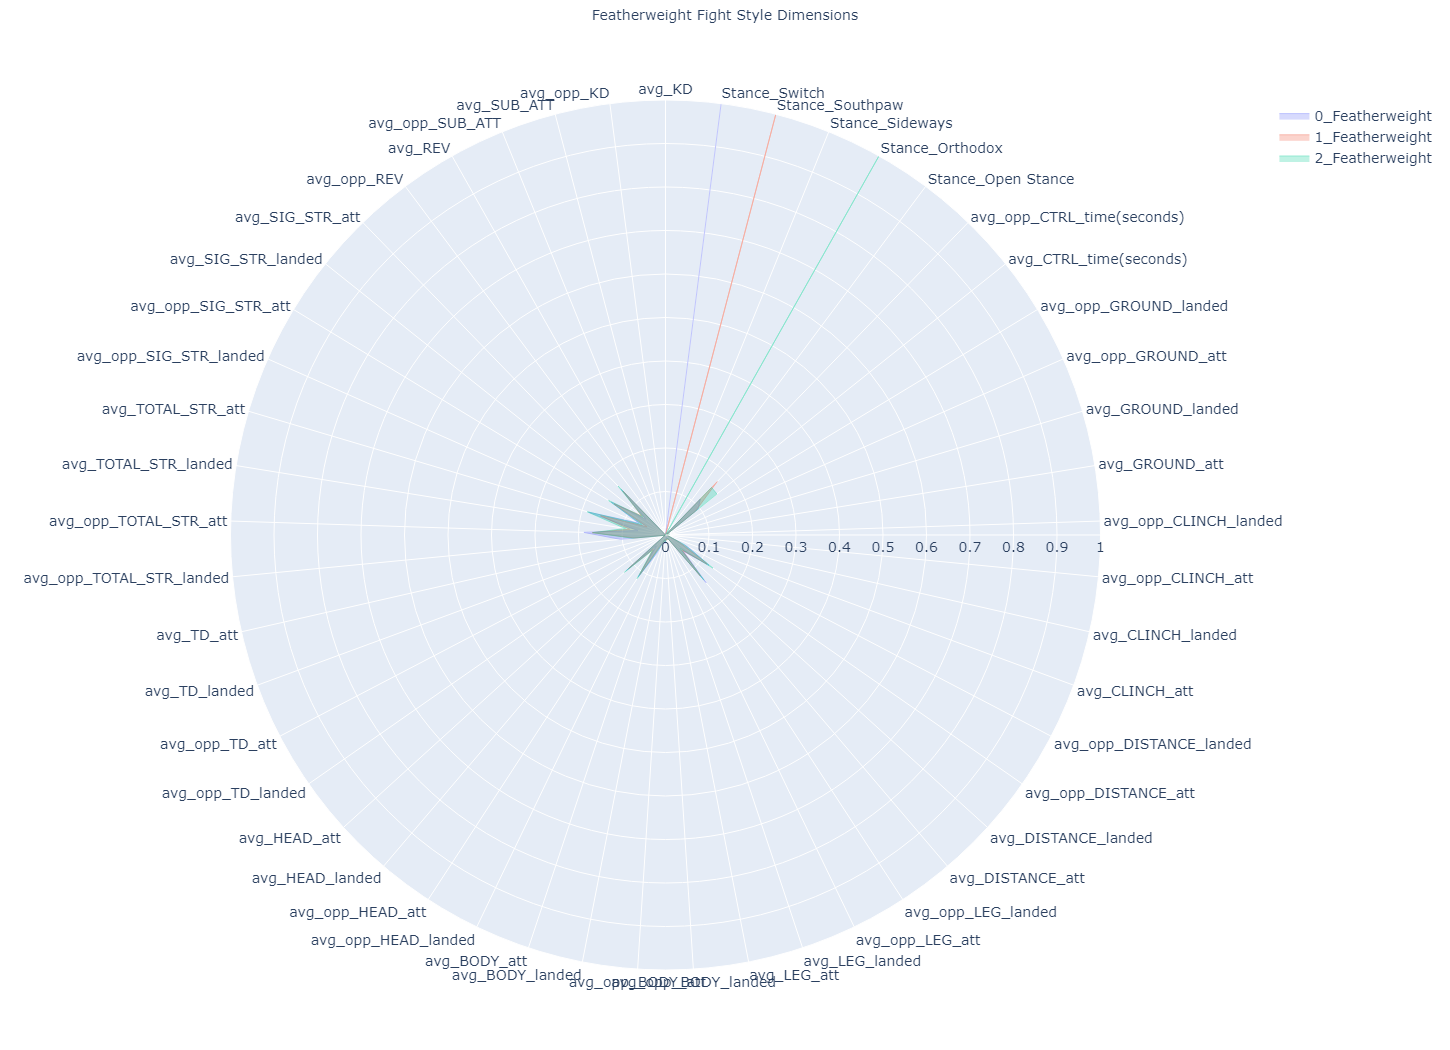 Featherweight Fight Style Dimensions
0_Featherweight
1_Featherweight
2_Featherweight
avg_KD
avg_opp_KD
avg_SUB_ATT
avg_opp_SUB_ATT
avg_REV
avg_opp_REV
avg_SIG_STR_att
avg_SIG_STR_landed
avg_opp_SIG_STR_att
avg_opp_SIG_STR_landed
avg_TOTAL_STR_att
avg_TOTAL_STR_landed
avg_opp_TOTAL_STR_att
avg_opp_TOTAL_STR_landed
avg_TD_att
avg_TD_landed
avg_opp_TD_att
avg_opp_TD_landed
avg_HEAD_att
avg_HEAD_landed
avg_opp_HEAD_att
avg_opp_HEAD_landed
avg_BODY_att
avg_BODY_landed
avg_opp_BODY_att
avg_opp_BODY_landed
avg_LEG_att
avg_LEG_landed
avg_opp_LEG_att
avg_opp_LEG_landed
avg_DISTANCE_att
avg_DISTANCE_landed
avg_opp_DISTANCE_att
avg_opp_DISTANCE_landed
avg_CLINCH_att
avg_CLINCH_landed
avg_opp_CLINCH_att
avg_opp_CLINCH_landed
avg_GROUND_att
avg_GROUND_landed
avg_opp_GROUND_att
avg_opp_GROUND_landed
avg_CTRL_time(seconds)
avg_opp_CTRL_time(seconds)
Stance_Open Stance
Stance_Orthodox
Stance_Sideways
Stance_Southpaw
Stance_Switch
0 0.1 0.2 0.3 0.4 0.5 0.6 0.7 0.8 0.9 1